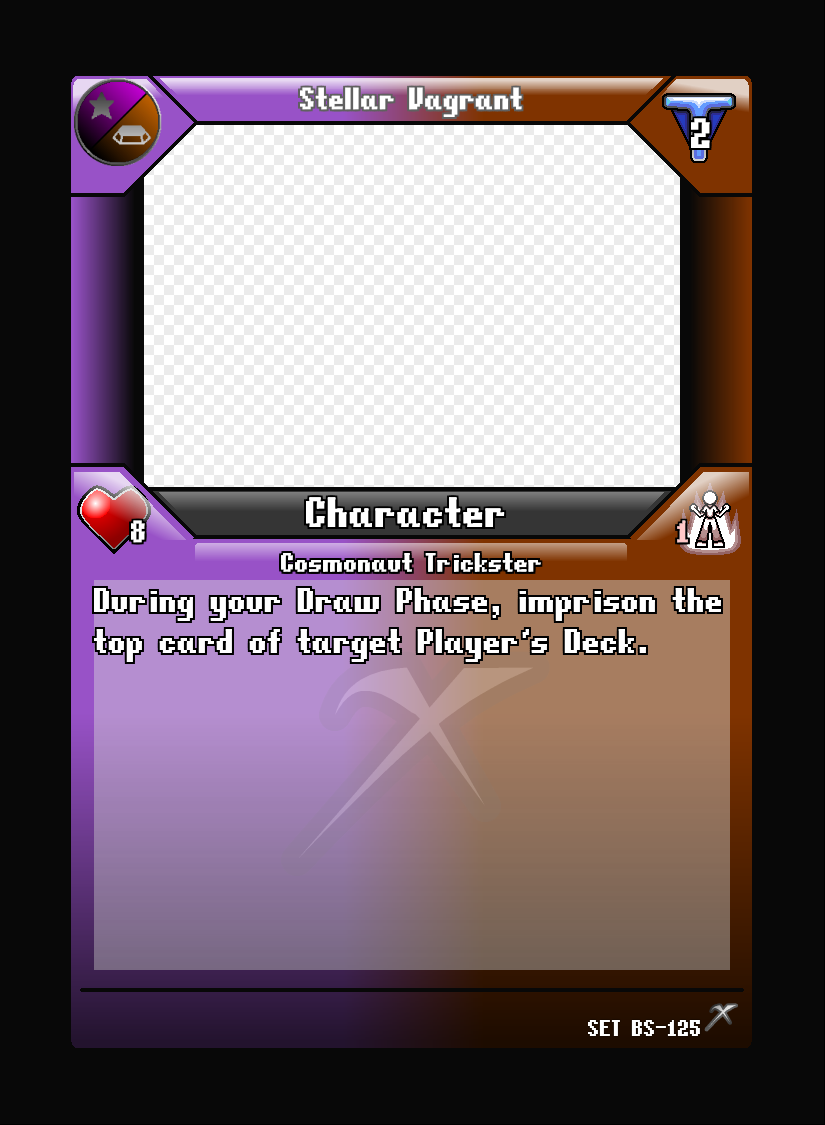 Stellar Vagrant
2
Character
8
1
Cosmonaut Trickster
During your Draw Phase, imprison the
top card of target Player's Deck.
SET BS-125